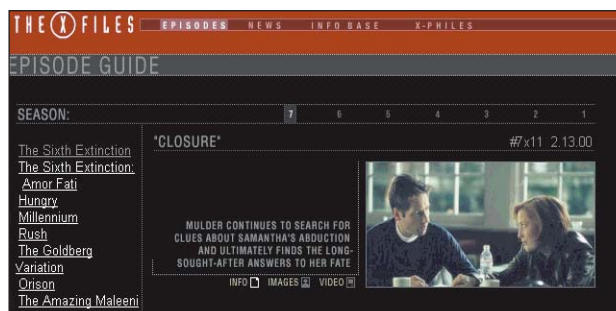 THE X FILES EPISODES NEWS INFO BASE X-PHILES
EPISODE GUIDE
SEASON: 7 6 5 4 3 2 1
"CLOSURE" #7x11 2.13.00
The Sixth Extinction
The Sixth Extinction:
Amor Fati
Hungry
Millennium
Rush
The Goldberg
Variation
Orison
The Amazing Maleeni
MULDER CONTINUES TO SEARCH FOR
CLUES ABOUT SAMANTHA'S ABDUCTION
AND ULTIMATELY FINDS THE LONG-
SOUGHT-AFTER ANSWERS TO HER FATE
INFO IMAGES VIDEO